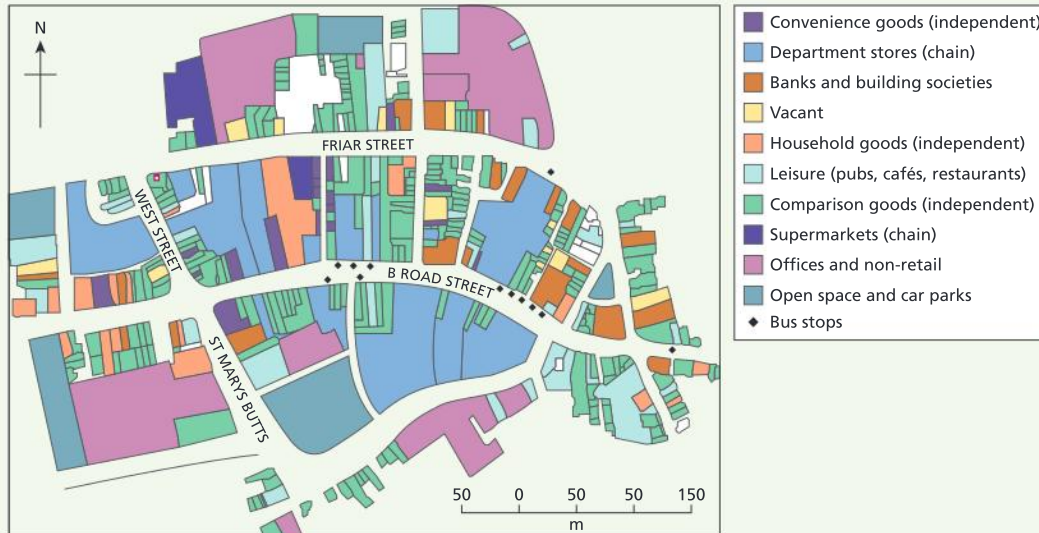 N
FRIAR STREET
WEST STREET
B ROAD STREET
ST MARYS BUTTS
50 0 50 50 150
m
Convenience goods (independent)
Department stores (chain)
Banks and building societies
Vacant
Household goods (independent)
Leisure (pubs, cafés, restaurants)
Comparison goods (independent)
Supermarkets (chain)
Offices and non-retail
Open space and car parks
Bus stops